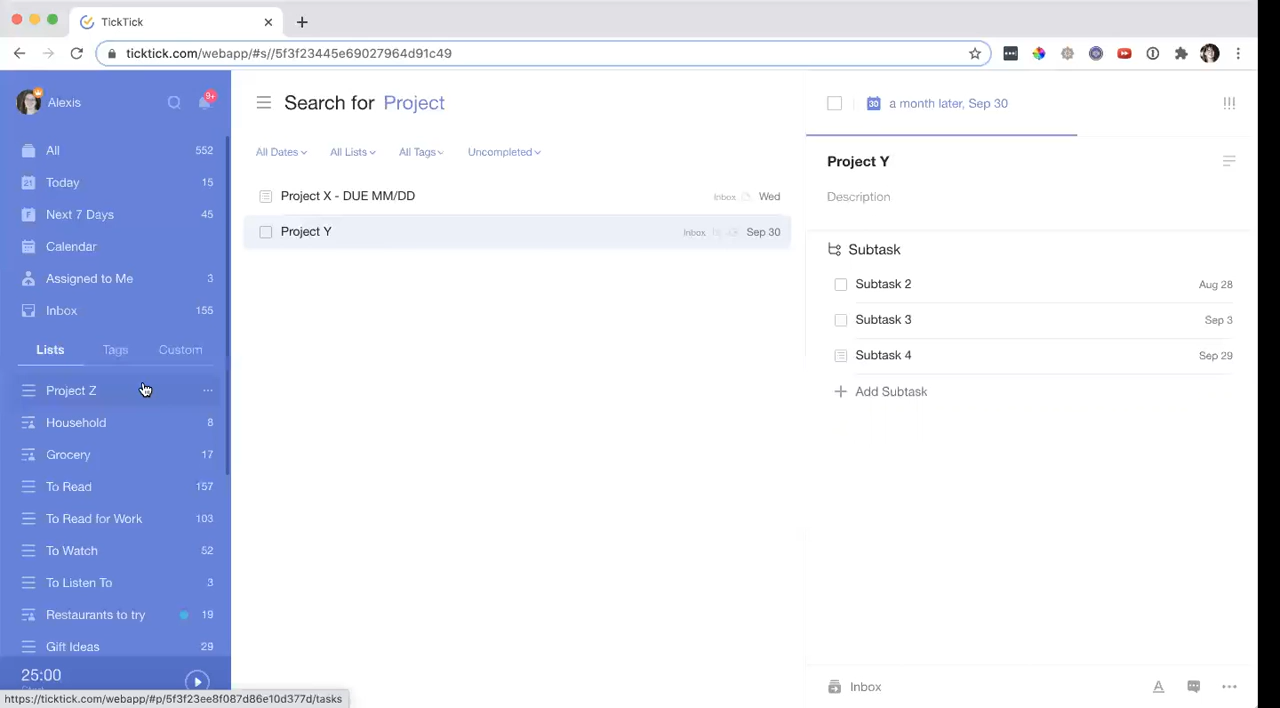 TickTick
ticktick.com/webapp/#s//5f3f23445e69027964d91c49
Alexis
9+
All 552
Today 15
Next 7 Days 45
Calendar
Assigned to Me 3
Inbox 155
Lists Tags Custom
Project Z
Household 8
Grocery 17
To Read 157
To Read for Work 103
To Watch 52
To Listen To 3
Restaurants to try 19
Gift Ideas 29
25:00
https://ticktick.com/webapp/#p/5f3f23ee8f087d86e10d377d/tasks
Search for Project
All Dates All Lists All Tags Uncompleted
Project X - DUE MM/DD Inbox Wed
Project Y Inbox Sep 30
30 a month later, Sep 30
Project Y
Description
Subtask
Subtask 2 Aug 28
Subtask 3 Sep 3
Subtask 4 Sep 29
Add Subtask
Inbox